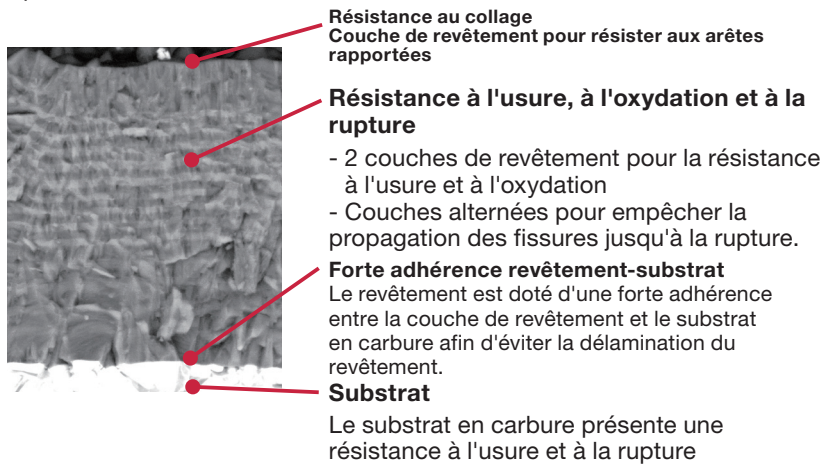 Résistance au collage
Couche de revêtement pour résister aux arêtes
rapportées
Résistance à l'usure, à l'oxydation et à la
rupture
- 2 couches de revêtement pour la résistance
à l'usure et à l'oxydation
- Couches alternées pour empêcher la
propagation des fissures jusqu'à la rupture.
Forte adhérence revêtement-substrat
Le revêtement est doté d'une forte adhérence
entre la couche de revêtement et le substrat
en carbure afin d'éviter la délamination du
revêtement.
Substrat
Le substrat en carbure présente une
résistance à l'usure et à la rupture